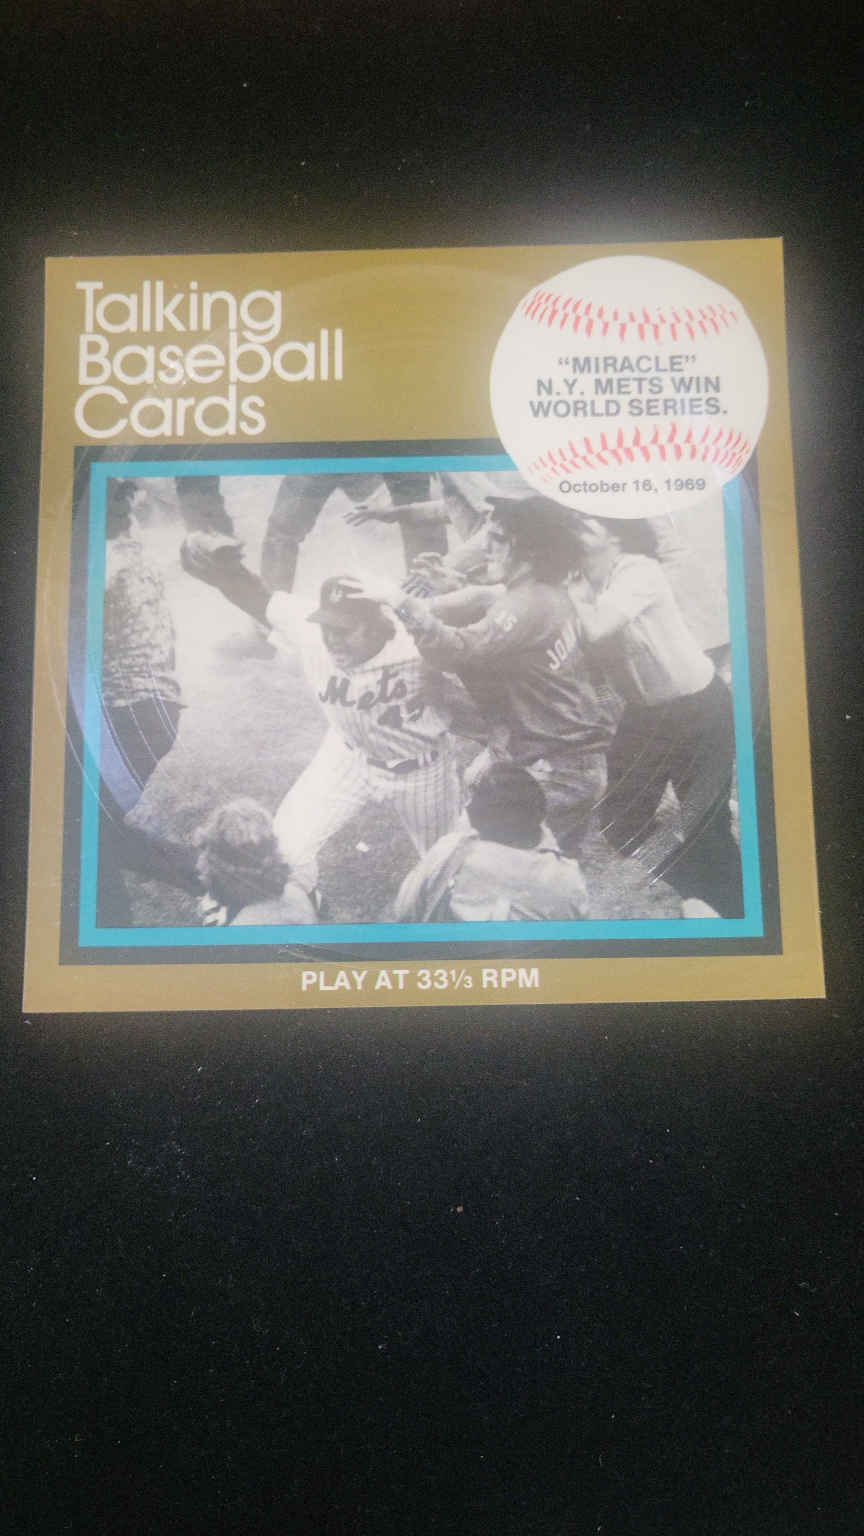 Talking
Baseball
Cards
“MIRACLE”
N.Y. METS WIN
WORLD SERIES.
October 16, 1969
Mets
PLAY AT 33⅓ RPM